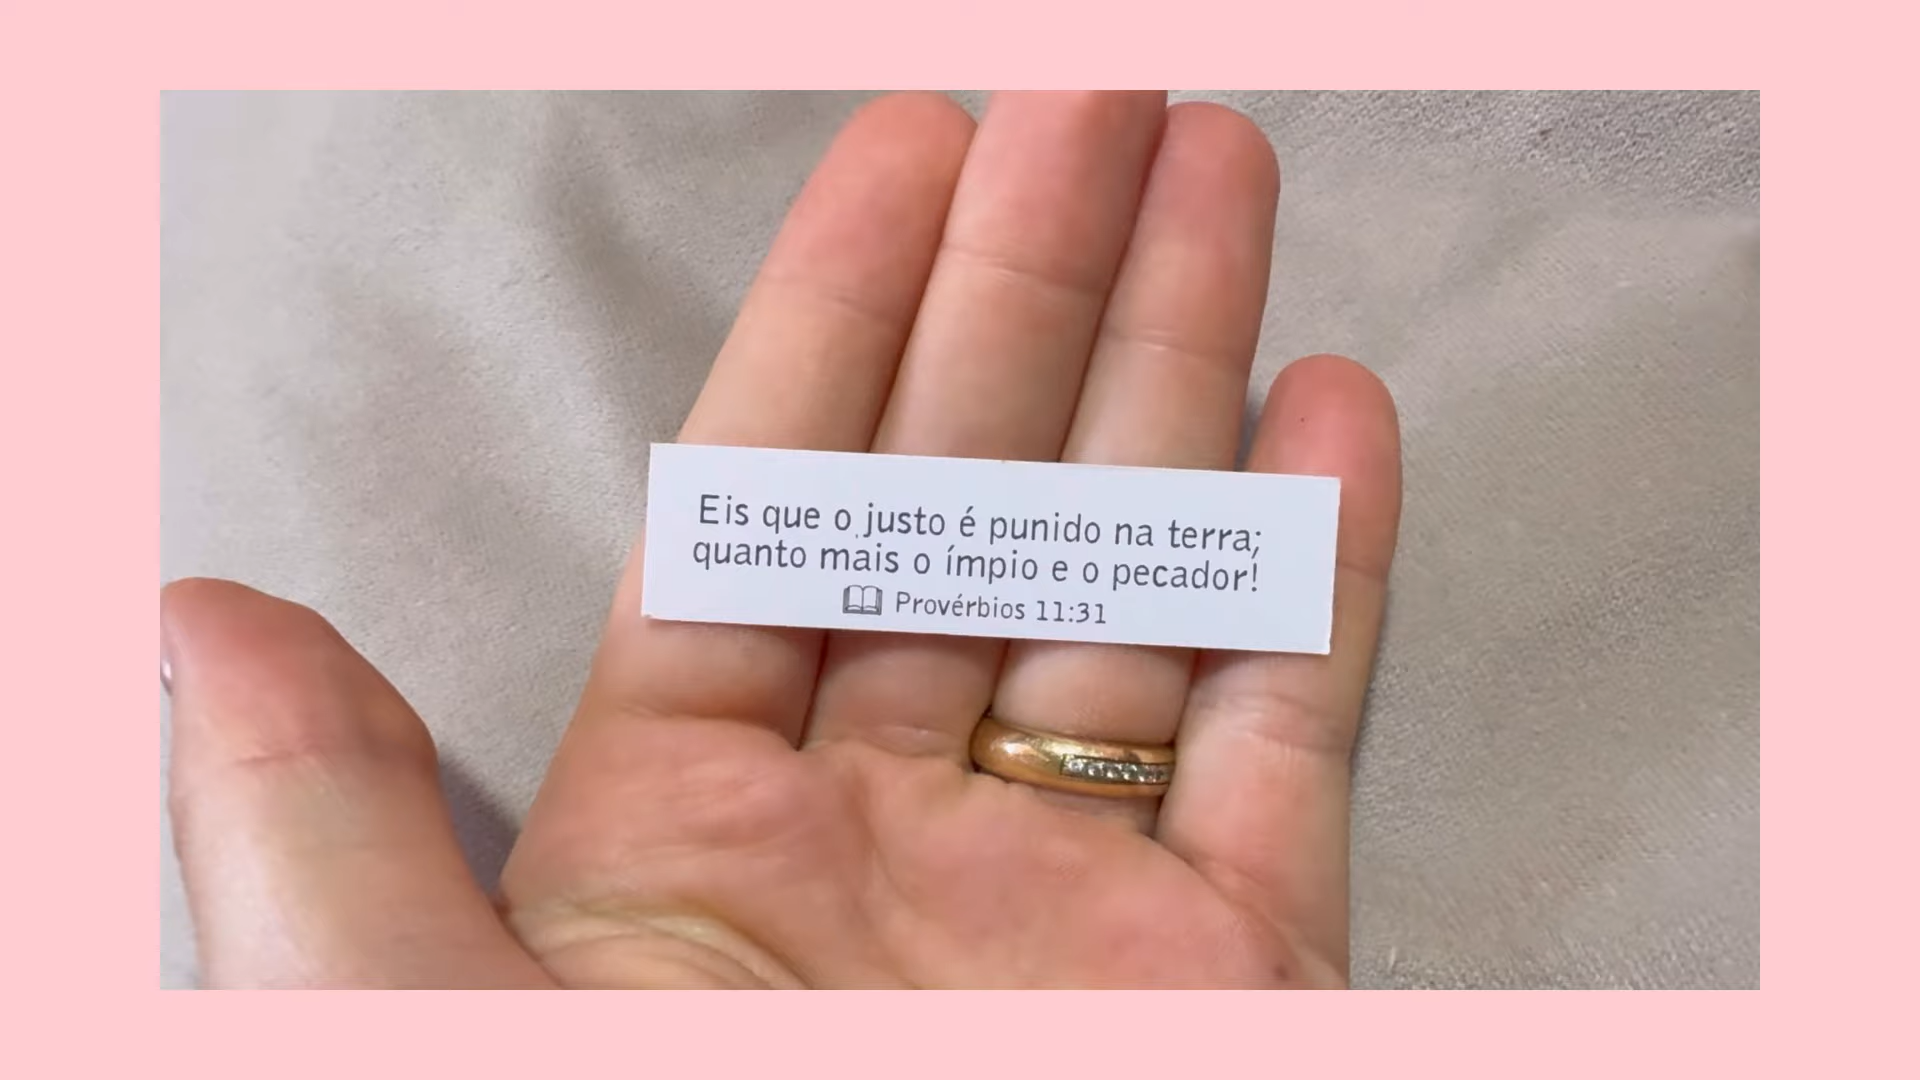 Eis que o justo é punido na terra;
quanto mais o ímpio e o pecador!
Provérbios 11:31